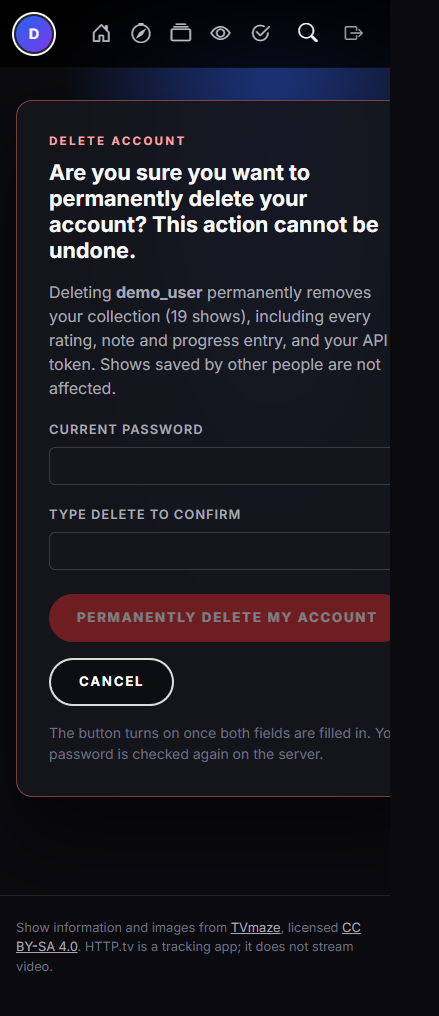 D
DELETE ACCOUNT
Are you sure you want to
permanently delete your
account? This action cannot be
undone.
Deleting demo_user permanently removes
your collection (19 shows), including every
rating, note and progress entry, and your API
token. Shows saved by other people are not
affected.
CURRENT PASSWORD
TYPE DELETE TO CONFIRM
PERMANENTLY DELETE MY ACCOUNT
CANCEL
The button turns on once both fields are filled in. Yo
password is checked again on the server.
Show information and images from TVmaze, licensed CC
BY-SA 4.0. HTTP.tv is a tracking app; it does not stream
video.